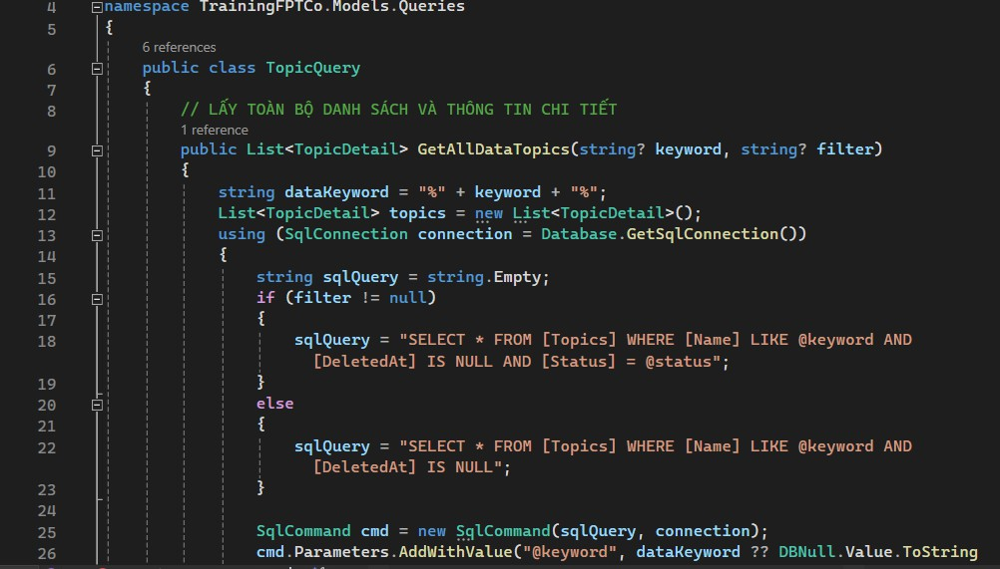 4 namespace TrainingFPTCo.Models.Queries
5 {
6 references
6 public class TopicQuery
7 {
8 // LẤY TOÀN BỘ DANH SÁCH VÀ THÔNG TIN CHI TIẾT
1 reference
9 public List<TopicDetail> GetAllDataTopics(string? keyword, string? filter)
10 {
11 string dataKeyword = "%" + keyword + "%";
12 List<TopicDetail> topics = new List<TopicDetail>();
13 using (SqlConnection connection = Database.GetSqlConnection())
14 {
15 string sqlQuery = string.Empty;
16 if (filter != null)
17 {
18 sqlQuery = "SELECT * FROM [Topics] WHERE [Name] LIKE @keyword AND
[DeletedAt] IS NULL AND [Status] = @status";
19 }
20 else
21 {
22 sqlQuery = "SELECT * FROM [Topics] WHERE [Name] LIKE @keyword AND
[DeletedAt] IS NULL";
23 }
24
25 SqlCommand cmd = new SqlCommand(sqlQuery, connection);
26 cmd.Parameters.AddWithValue("@keyword", dataKeyword ?? DBNull.Value.ToString